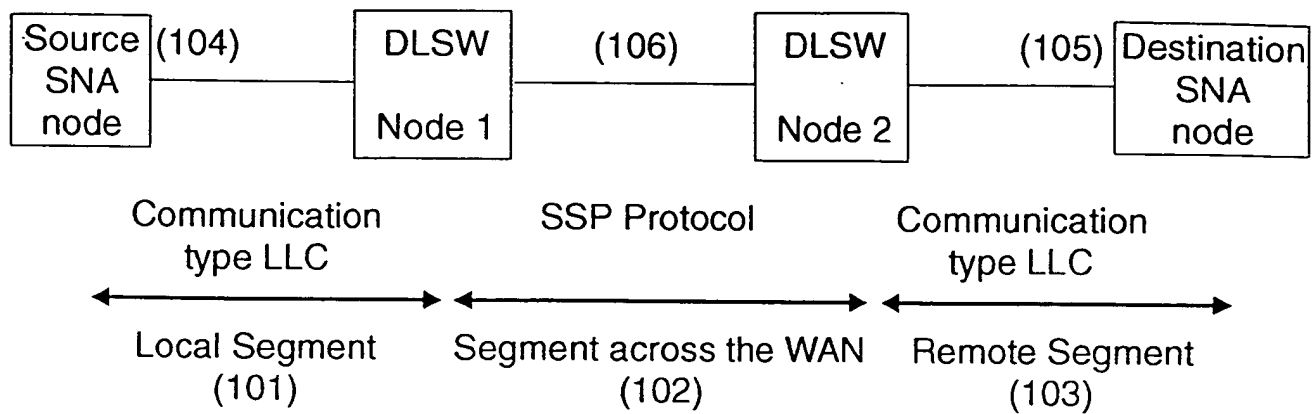 Source
SNA
node
(104)
DLSW
Node 1
(106)
DLSW
Node 2
(105)
Destination
SNA
node
Communication
type LLC
SSP Protocol
Communication
type LLC
Local Segment
(101)
Segment across the WAN
(102)
Remote Segment
(103)